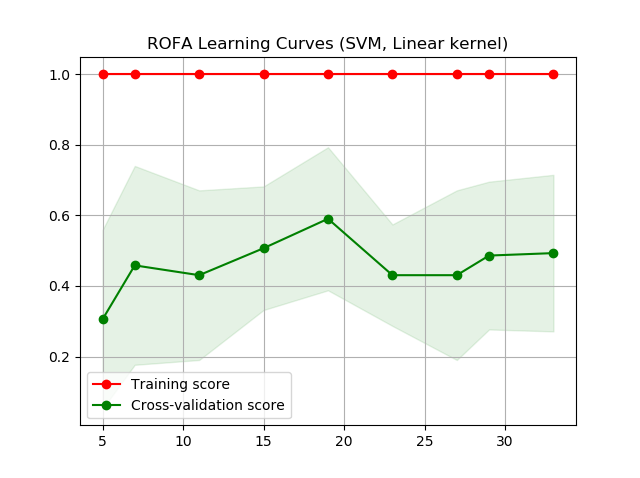 ROFA Learning Curves (SVM, Linear kernel)
1.0
0.8
0.6
0.4
0.2
Training score
Cross-validation score
5 10 15 20 25 30